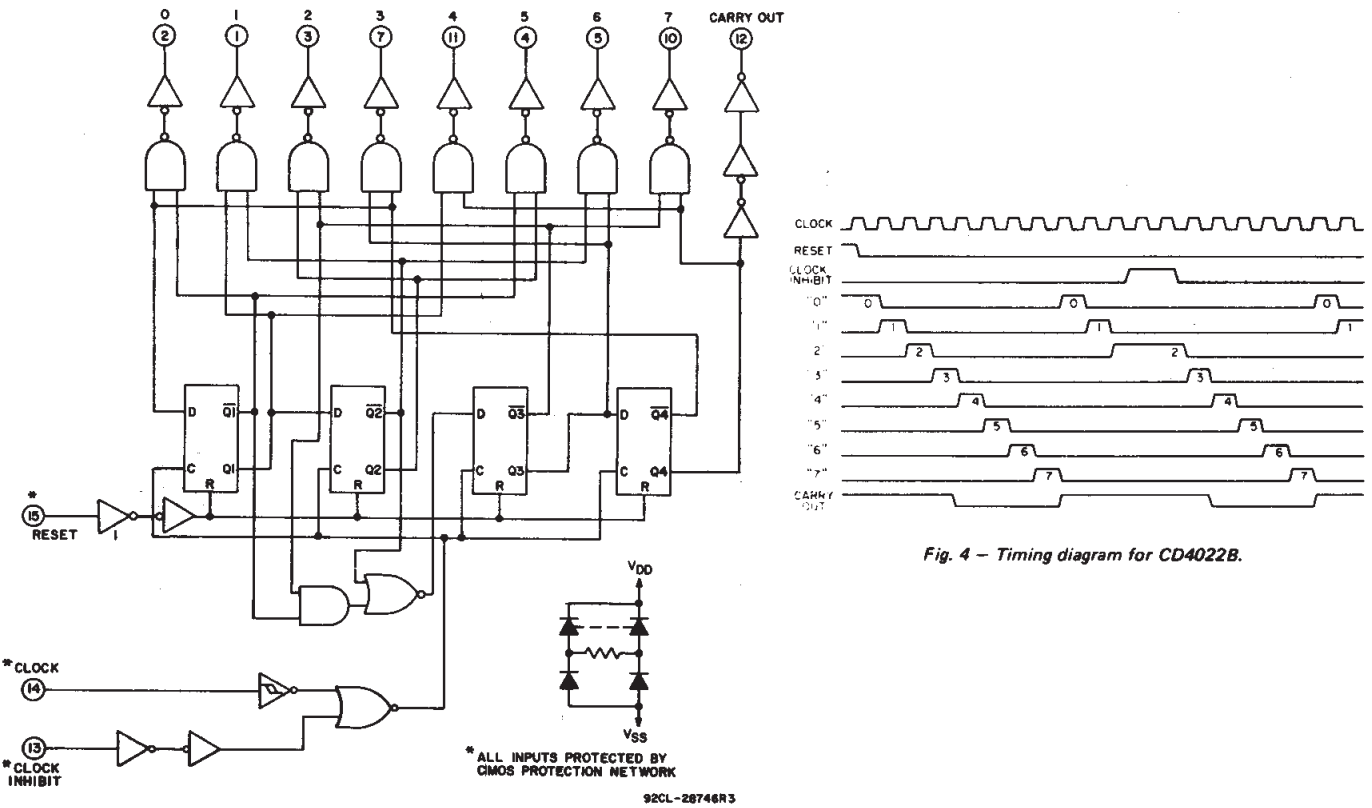 0 1 2 3 4 5 6 7 CARRY OUT
2 1 3 7 11 4 5 10 12
D Q1 D Q2 D Q3 D Q4
C Q1 C Q2 C Q3 C Q4
R R R R
*
15
RESET
1
* CLOCK
14
13
* CLOCK
INHIBIT
VDD
VSS
* ALL INPUTS PROTECTED BY
CMOS PROTECTION NETWORK
92CL-28746R3
CLOCK
RESET
CLOCK
INHIBIT
"0" 0 0 0
"1" 1 1 1
2 2 2
"3" 3 3
"4" 4 4
"5" 5 5
"6" 6 6
"7" 7 7
CARRY
OUT
Fig. 4 – Timing diagram for CD4022B.